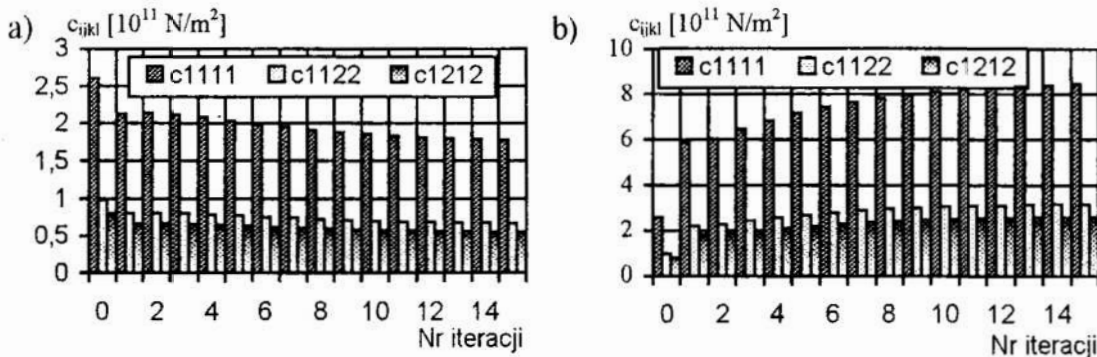 a) c_ijkl [10^11 N/m^2]
3
2,5
2
1,5
1
0,5
0
c1111 c1122 c1212
0 2 4 6 8 10 12 14
Nr iteracji
b) c_ijkl [10^11 N/m^2]
10
8
6
4
2
0
c1111 c1122 c1212
0 2 4 6 8 10 12 14
Nr iteracji